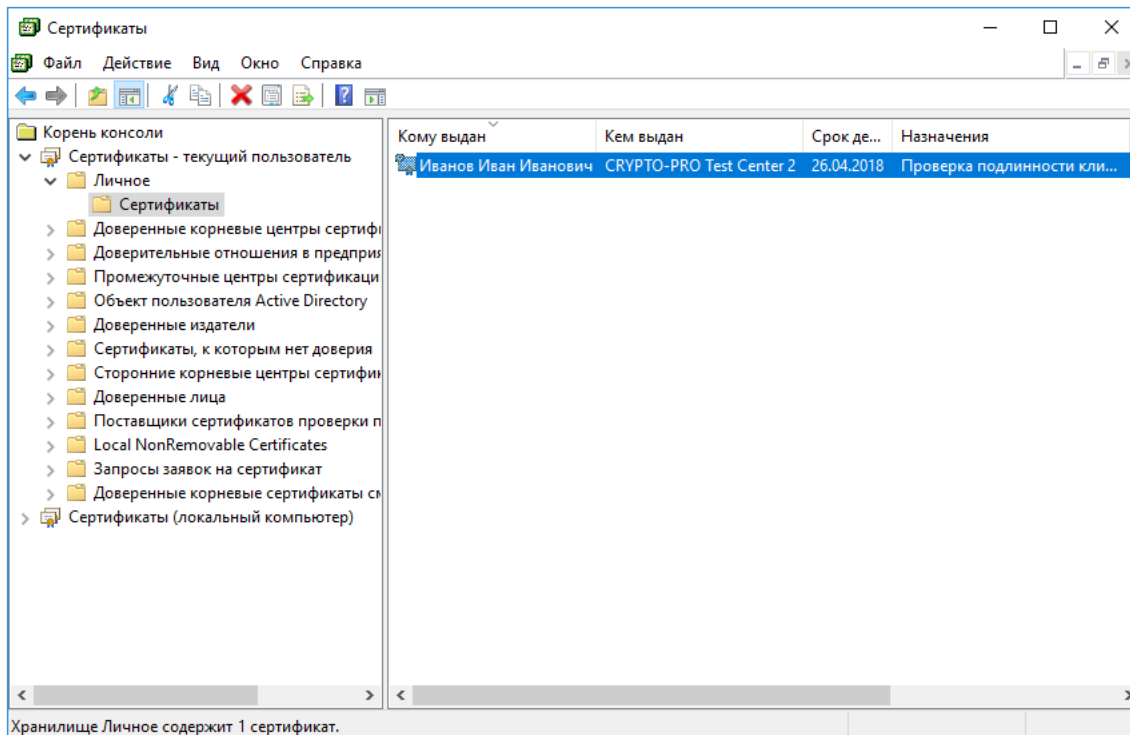 Сертификаты
Файл Действие Вид Окно Справка
Корень консоли
Сертификаты - текущий пользователь
Личное
Сертификаты
Доверенные корневые центры сертифи
Доверительные отношения в предприя
Промежуточные центры сертификаци
Объект пользователя Active Directory
Доверенные издатели
Сертификаты, к которым нет доверия
Сторонние корневые центры сертифик
Доверенные лица
Поставщики сертификатов проверки п
Local NonRemovable Certificates
Запросы заявок на сертификат
Доверенные корневые сертификаты см
Сертификаты (локальный компьютер)
Кому выдан Кем выдан Срок де... Назначения
Иванов Иван Иванович CRYPTO-PRO Test Center 2 26.04.2018 Проверка подлинности кли...
Хранилище Личное содержит 1 сертификат.